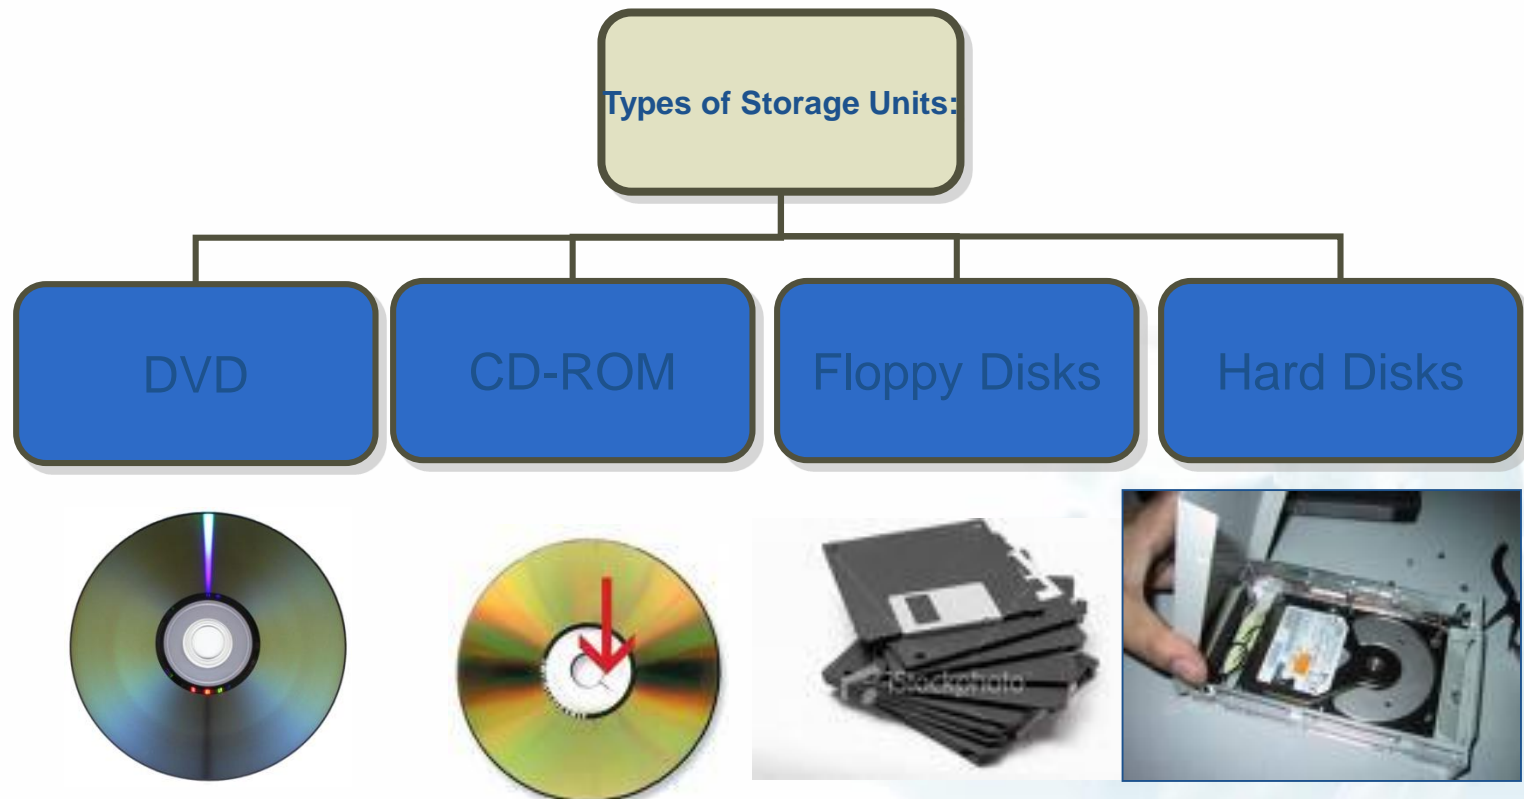 Types of Storage Units:
DVD
CD-ROM
Floppy Disks
Hard Disks
iStockphoto